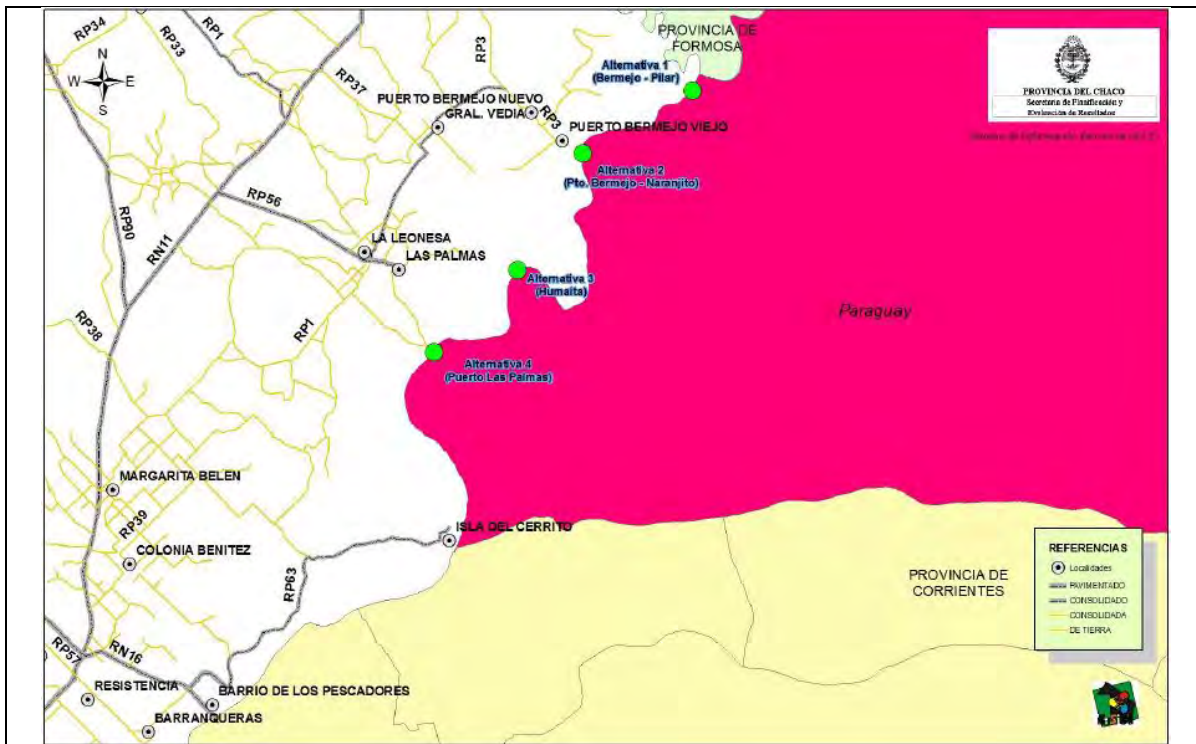 RP34
RP1
RP33
RP3
PROVINCIA DE
FORMOSA
N
W E
S
RP37
Alternativa 1
(Bermejo - Pilar)
PROVINCIA DEL CHACO
Secretaria de Planificación y
Evaluación de Resultados
PUERTO BERMEJO NUEVO
GRAL. VEDIA
RP3
PUERTO BERMEJO VIEJO
Alternativa 2
(Pto. Bermejo - Naranjito)
RP56
RP90
RN11
LA LEONESA
LAS PALMAS
Alternativa 3
(Humaita)
Paraguay
RP38
RP1
Alternativa 4
(Puerto Las Palmas)
MARGARITA BELEN
RP39
COLONIA BENITEZ
ISLA DEL CERRITO
RP63
PROVINCIA DE
CORRIENTES
REFERENCIAS
Localidades
PAVIMENTADO
CONSOLIDADO
CONSOLIDADA
DE TIERRA
RP57
RN16
RESISTENCIA
BARRIO DE LOS PESCADORES
BARRANQUERAS